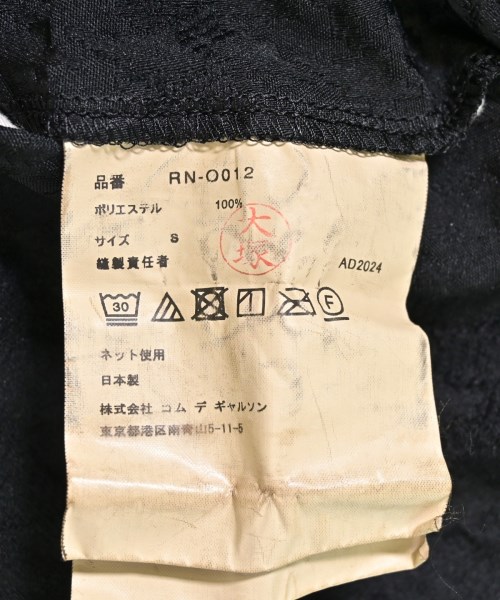 品番 RN-O012
ポリエステル 100%
サイズ S
縫製責任者 大塚 AD2024
30 F
ネット使用
日本製
株式会社 コム デ ギャルソン
東京都港区南青山5-11-5